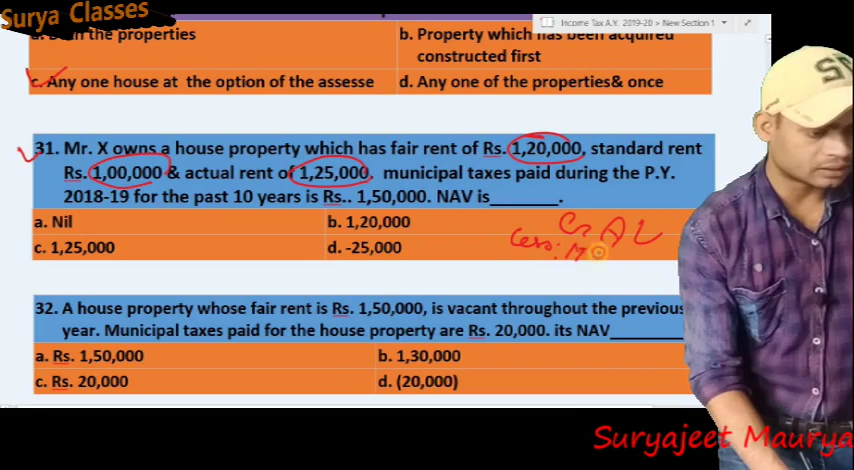 Surya Classes
Income Tax A.Y. 2019-20 > New Section 1
the properties
b. Property which has been acquired
constructed first
c. Any one house at the option of the assesse
d. Any one of the properties& once
31. Mr. X owns a house property which has fair rent of Rs. 1,20,000, standard rent
Rs. 1,00,000 & actual rent of 1,25,000. municipal taxes paid during the P.Y.
2018-19 for the past 10 years is Rs.. 1,50,000. NAV is_______.
a. Nil
b. 1,20,000
c. 1,25,000
d. -25,000
GAV
Less: M
32. A house property whose fair rent is Rs. 1,50,000, is vacant throughout the previous
year. Municipal taxes paid for the house property are Rs. 20,000. its NAV________
a. Rs. 1,50,000
b. 1,30,000
c. Rs. 20,000
d. (20,000)
Suryajeet Maurya